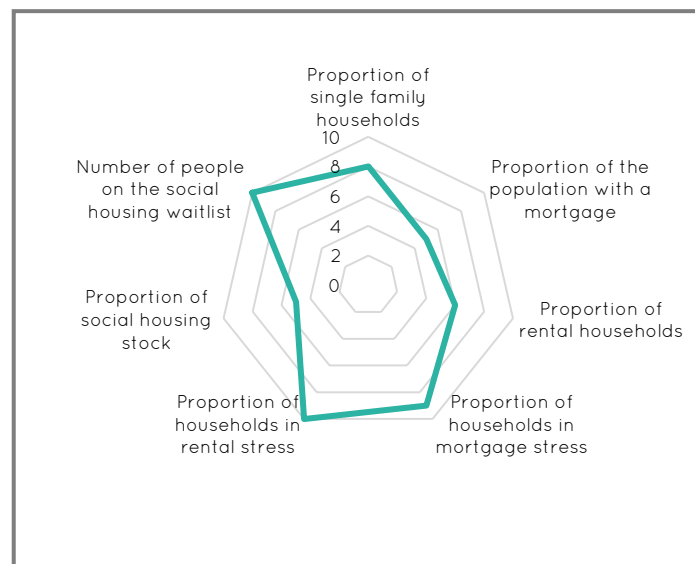 Proportion of
single family
households
10
8
6
4
2
0
Proportion of the
population with a
mortgage
Proportion of
rental households
Proportion of
households in
mortgage stress
Proportion of
households in
rental stress
Proportion of
social housing
stock
Number of people
on the social
housing waitlist